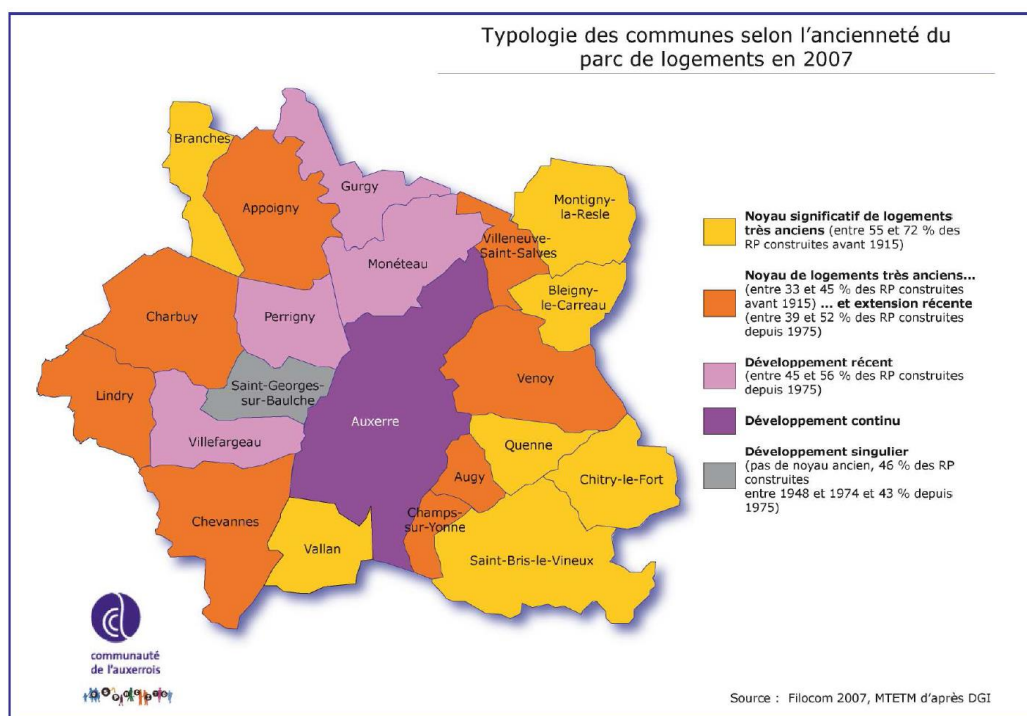 Typologie des communes selon l'ancienneté du
parc de logements en 2007
Branches
Appoigny
Gurgy
Montigny-
la-Resle
Villeneuve-
Saint-Salves
Monéteau
Bleigny-
le-Carreau
Charbuy
Perrigny
Venoy
Lindry
Saint-Georges-
sur-Baulche
Auxerre
Villefargeau
Quenne
Augy
Chitry-le-Fort
Chevannes
Champs-
sur-Yonne
Vallan
Saint-Bris-le-Vineux
Noyau significatif de logements
très anciens (entre 55 et 72 % des
RP construites avant 1915)
Noyau de logements très anciens...
(entre 33 et 45 % des RP construites
avant 1915) ... et extension récente
(entre 39 et 52 % des RP construites
depuis 1975)
Développement récent
(entre 45 et 56 % des RP construites
depuis 1975)
Développement continu
Développement singulier
(pas de noyau ancien, 46 % des RP
construites
entre 1948 et 1974 et 43 % depuis
1975)
communauté
de l'auxerrois
Source : Filocom 2007, MTETM d'après DGI